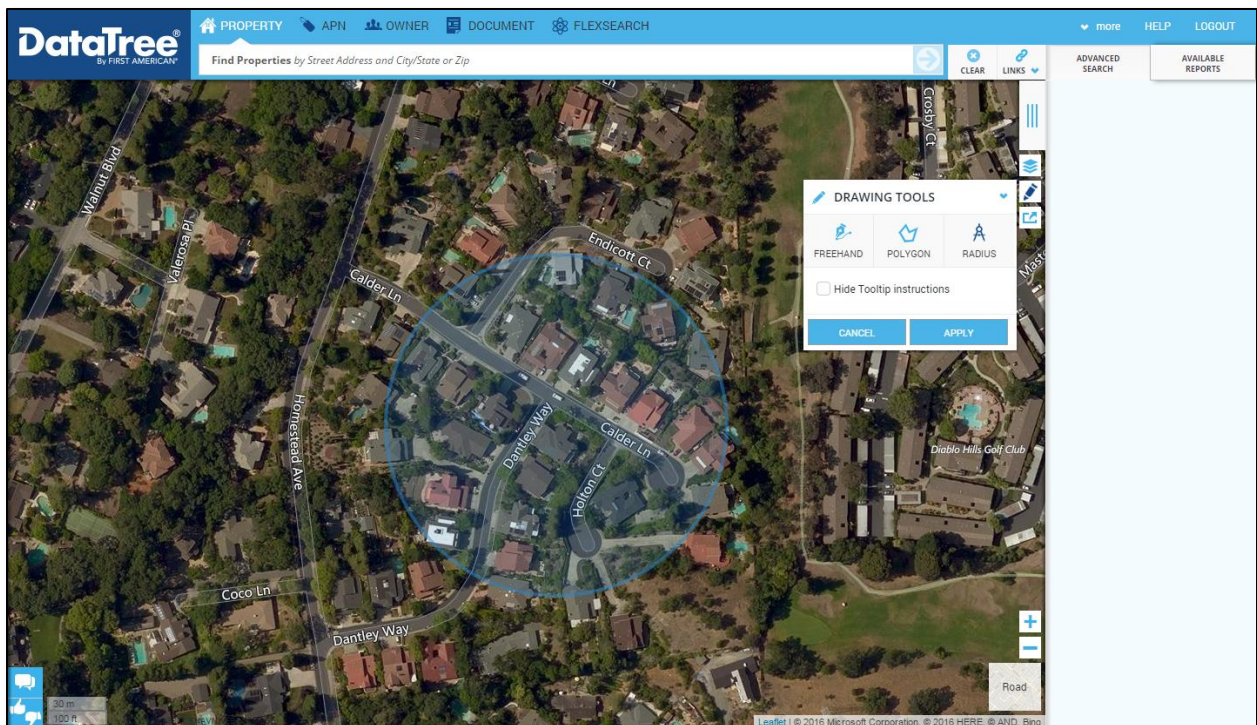 DataTree®
By FIRST AMERICAN®
PROPERTY
APN
OWNER
DOCUMENT
FLEXSEARCH
more
HELP
LOGOUT
Find Properties by Street Address and City/State or Zip
CLEAR
LINKS
ADVANCED
SEARCH
AVAILABLE
REPORTS
Ln
Crosby Ct
Walnut Blvd
Valerosa Pl
DRAWING TOOLS
FREEHAND
POLYGON
RADIUS
Hide Tooltip instructions
CANCEL
APPLY
Endicott Ct
Calder Ln
Homestead Ave
Dantley Way
Calder Ln
Holton Ct
Diablo Hills Golf Club
Coco Ln
Dantley Way
Road
30 m
100 ft
Leaflet | © 2016 Microsoft Corporation, © 2016 HERE, © AND, Bing